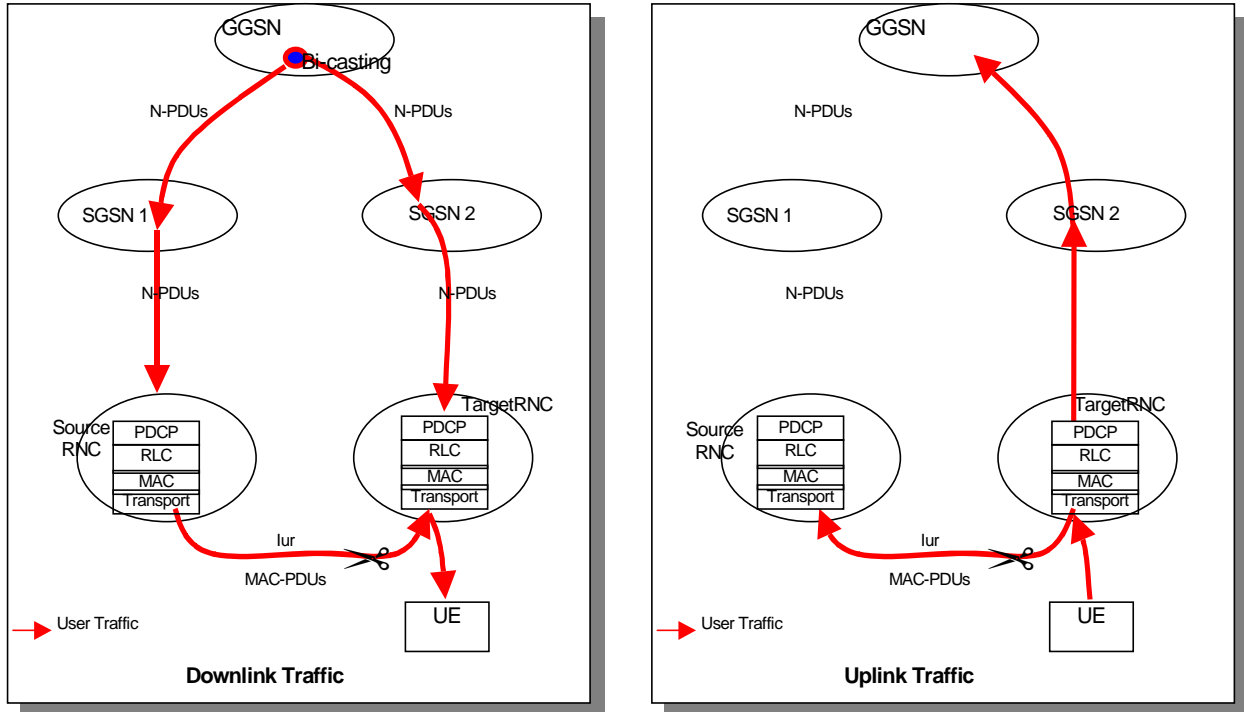 GGSN
Bi-casting
N-PDUs
N-PDUs
SGSN 1
SGSN 2
N-PDUs
N-PDUs
Source
RNC
PDCP
RLC
MAC
Transport
TargetRNC
PDCP
RLC
MAC
Transport
Iur
MAC-PDUs
UE
User Traffic
Downlink Traffic
GGSN
N-PDUs
SGSN 1
SGSN 2
N-PDUs
Source
RNC
PDCP
RLC
MAC
Transport
TargetRNC
PDCP
RLC
MAC
Transport
Iur
MAC-PDUs
UE
User Traffic
Uplink Traffic